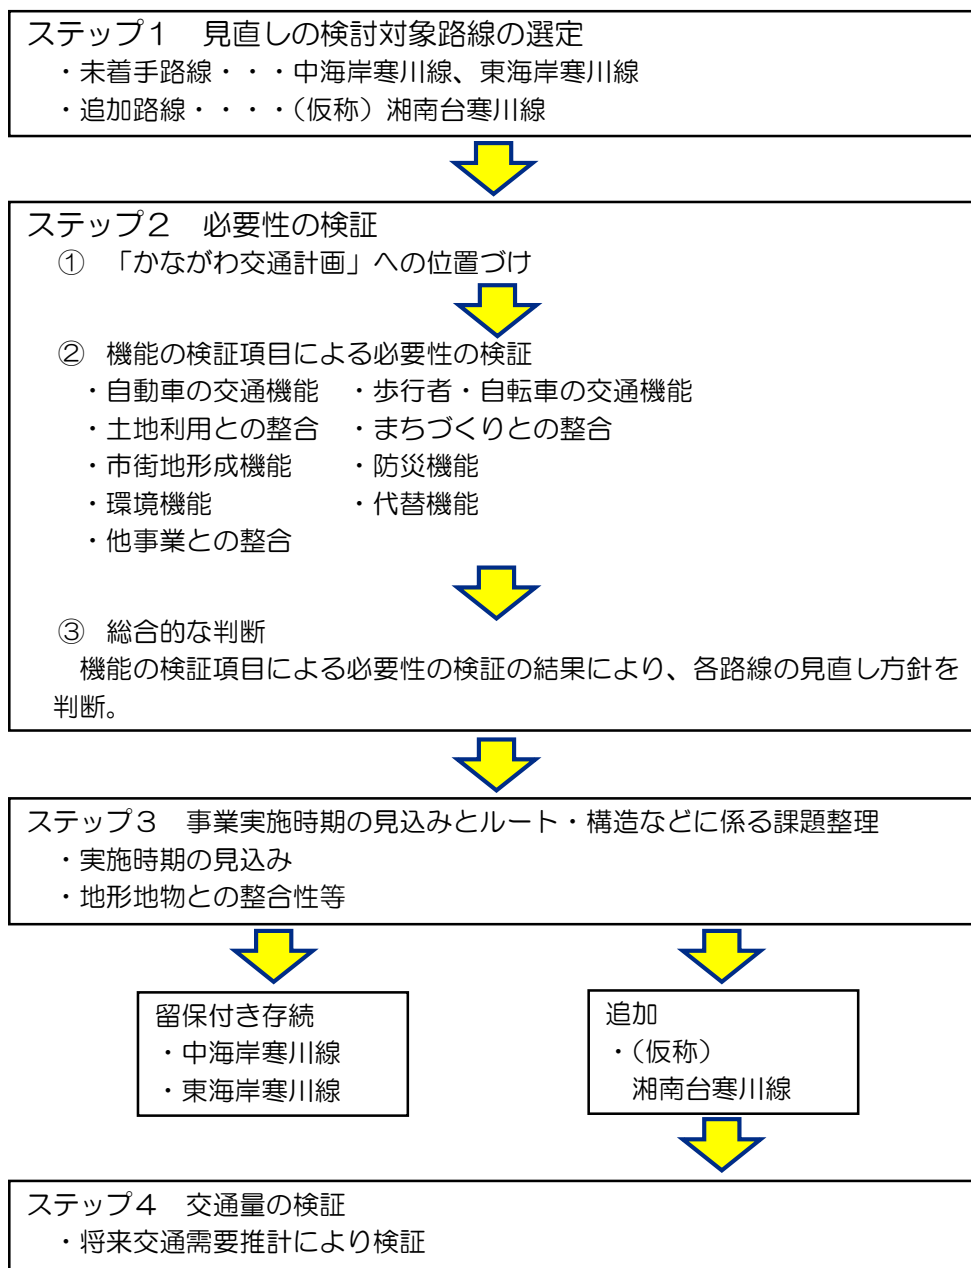 ステップ１　見直しの検討対象路線の選定
・未着手路線・・・中海岸寒川線、東海岸寒川線
・追加路線・・・・（仮称）湘南台寒川線
ステップ２　必要性の検証
①　「かながわ交通計画」への位置づけ
②　機能の検証項目による必要性の検証
・自動車の交通機能　・歩行者・自転車の交通機能
・土地利用との整合　・まちづくりとの整合
・市街地形成機能　　・防災機能
・環境機能　　　　　・代替機能
・他事業との整合
③　総合的な判断
機能の検証項目による必要性の検証の結果により、各路線の見直し方針を
判断。
ステップ３　事業実施時期の見込みとルート・構造などに係る課題整理
・実施時期の見込み
・地形地物との整合性等
留保付き存続
・中海岸寒川線
・東海岸寒川線
追加
・（仮称）
湘南台寒川線
ステップ４　交通量の検証
・将来交通需要推計により検証